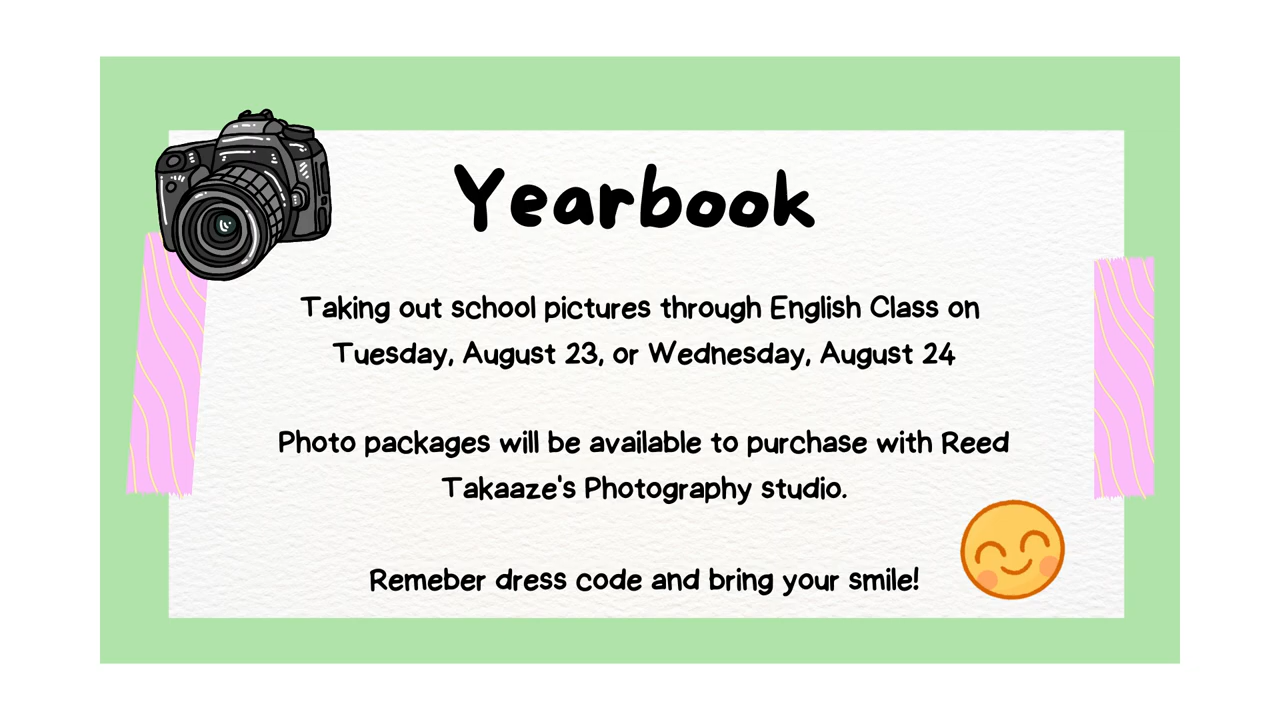 Yearbook
Taking out school pictures through English Class on
Tuesday, August 23, or Wednesday, August 24
Photo packages will be available to purchase with Reed
Takaaze's Photography studio.
Remeber dress code and bring your smile!